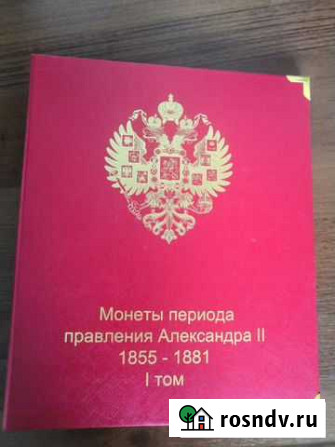 Монеты периода
правления Александра II
1855 - 1881
I том
rosndv.ru